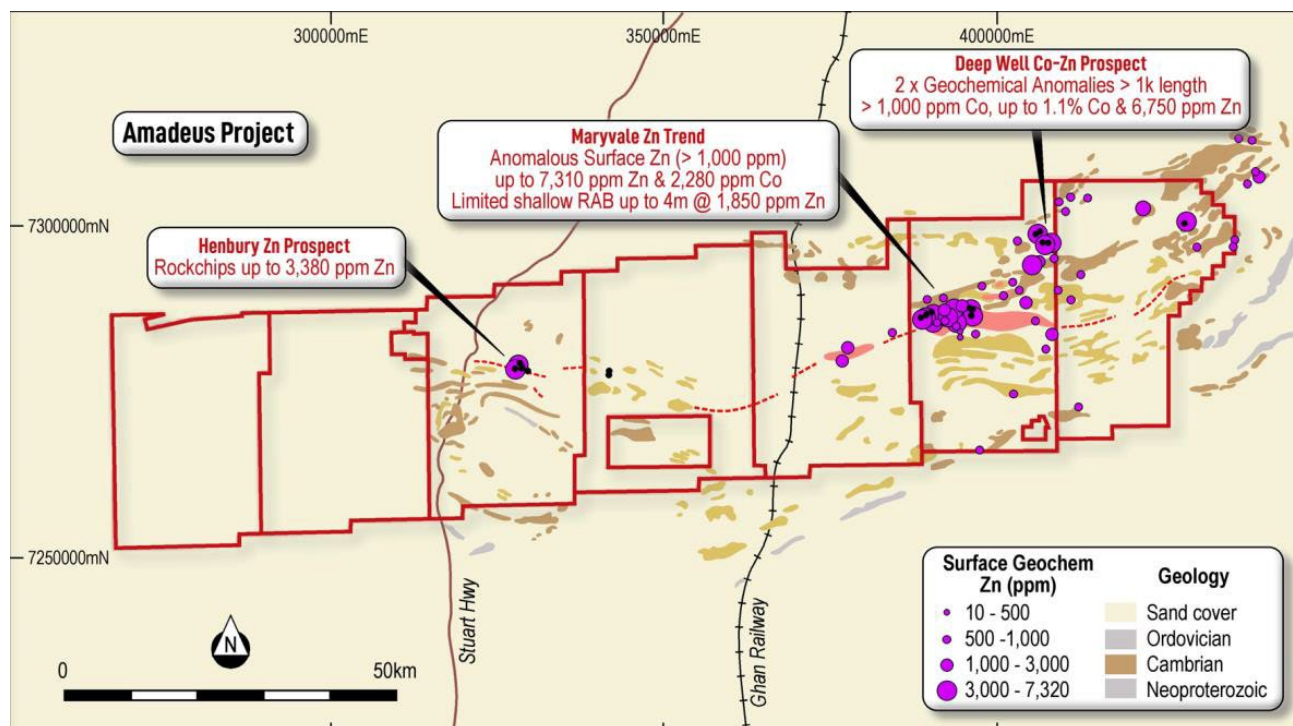 300000mE
350000mE
400000mE
Amadeus Project
Deep Well Co-Zn Prospect
2 x Geochemical Anomalies > 1k length
> 1,000 ppm Co, up to 1.1% Co & 6,750 ppm Zn
Maryvale Zn Trend
Anomalous Surface Zn (> 1,000 ppm)
up to 7,310 ppm Zn & 2,280 ppm Co
Limited shallow RAB up to 4m @ 1,850 ppm Zn
7300000mN
Henbury Zn Prospect
Rockchips up to 3,380 ppm Zn
7250000mN
Stuart Hwy
Ghan Railway
N
0
50km
Surface Geochem
Zn (ppm)
10 - 500
500 -1,000
1,000 - 3,000
3,000 - 7,320
Geology
Sand cover
Ordovician
Cambrian
Neoproterozoic